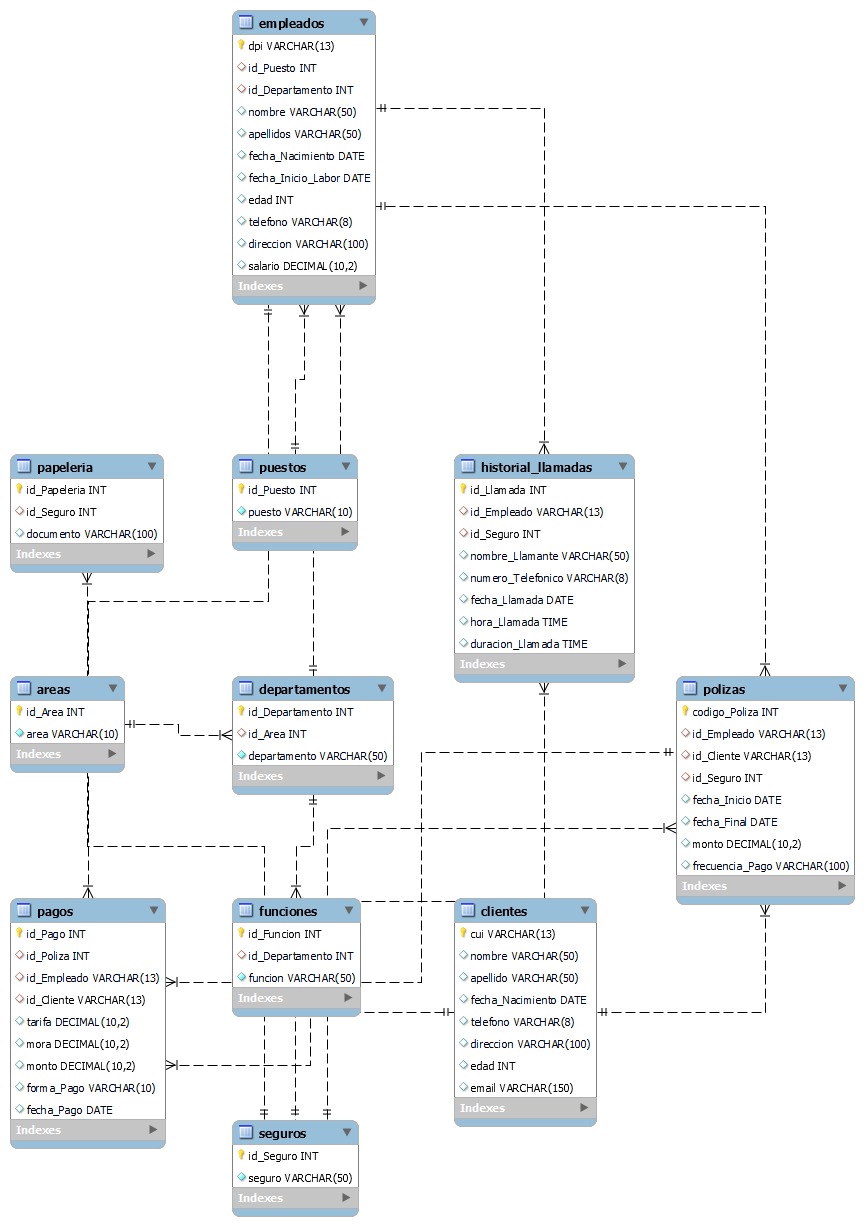 empleados
dpi VARCHAR(13)
id_Puesto INT
id_Departamento INT
nombre VARCHAR(50)
apellidos VARCHAR(50)
fecha_Nacimiento DATE
fecha_Inicio_Labor DATE
edad INT
telefono VARCHAR(8)
direccion VARCHAR(100)
salario DECIMAL(10,2)
Indexes
papeleria
id_Papeleria INT
id_Seguro INT
documento VARCHAR(100)
Indexes
puestos
id_Puesto INT
puesto VARCHAR(10)
Indexes
historial_llamadas
id_Llamada INT
id_Empleado VARCHAR(13)
id_Seguro INT
nombre_Llamante VARCHAR(50)
numero_Telefonico VARCHAR(8)
fecha_Llamada DATE
hora_Llamada TIME
duracion_Llamada TIME
Indexes
areas
id_Area INT
area VARCHAR(10)
Indexes
departamentos
id_Departamento INT
id_Area INT
departamento VARCHAR(50)
Indexes
polizas
codigo_Poliza INT
id_Empleado VARCHAR(13)
id_Cliente VARCHAR(13)
id_Seguro INT
fecha_Inicio DATE
fecha_Final DATE
monto DECIMAL(10,2)
frecuencia_Pago VARCHAR(100)
Indexes
pagos
id_Pago INT
id_Poliza INT
id_Empleado VARCHAR(13)
id_Cliente VARCHAR(13)
tarifa DECIMAL(10,2)
mora DECIMAL(10,2)
monto DECIMAL(10,2)
forma_Pago VARCHAR(10)
fecha_Pago DATE
Indexes
funciones
id_Funcion INT
id_Departamento INT
funcion VARCHAR(50)
Indexes
clientes
cui VARCHAR(13)
nombre VARCHAR(50)
apellido VARCHAR(50)
fecha_Nacimiento DATE
telefono VARCHAR(8)
direccion VARCHAR(100)
edad INT
email VARCHAR(150)
Indexes
seguros
id_Seguro INT
seguro VARCHAR(50)
Indexes